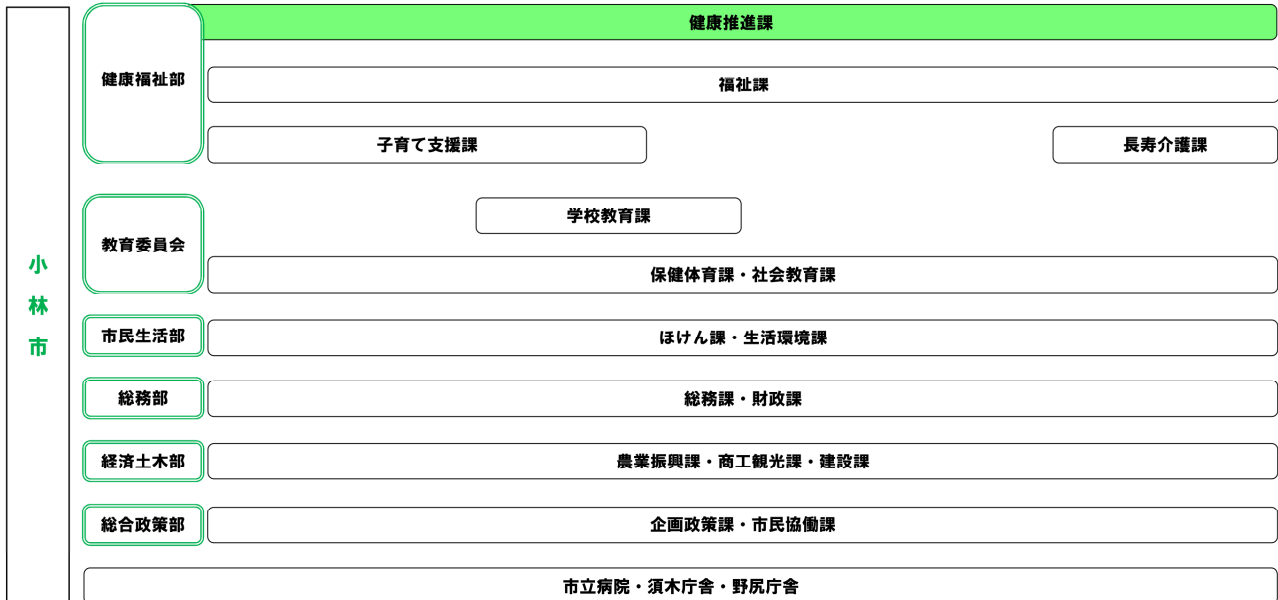 小林市
健康福祉部
健康推進課
福祉課
子育て支援課
長寿介護課
教育委員会
学校教育課
保健体育課・社会教育課
市民生活部
ほけん課・生活環境課
総務部
総務課・財政課
経済土木部
農業振興課・商工観光課・建設課
総合政策部
企画政策課・市民協働課
市立病院・須木庁舎・野尻庁舎